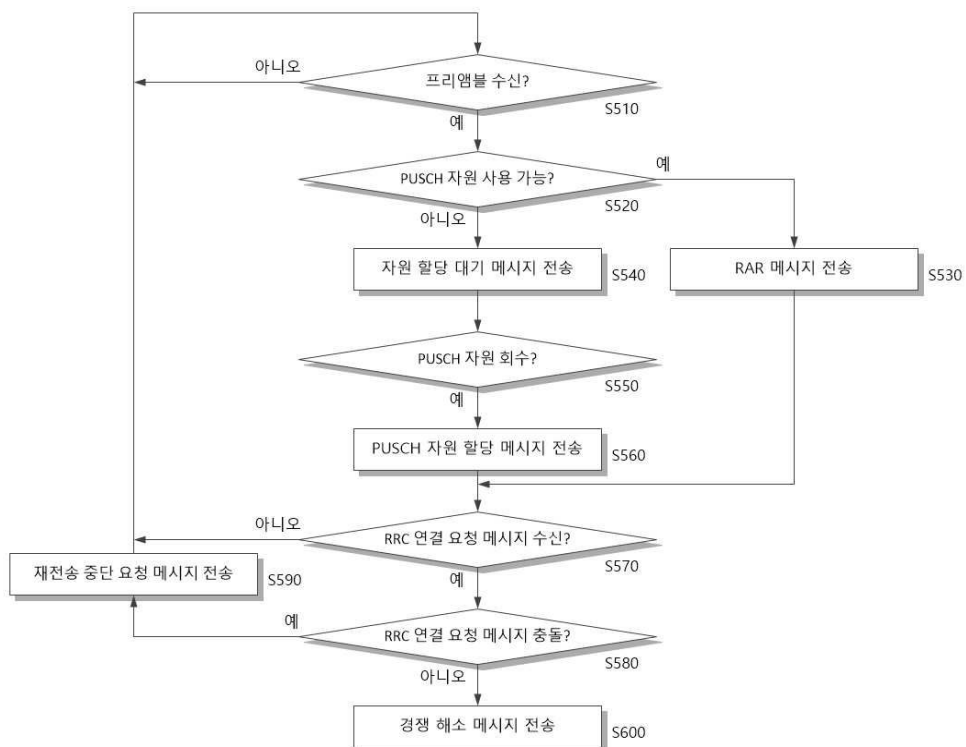 아니오
프리앰블 수신?
S510
예
PUSCH 자원 사용 가능?
예
S520
아니오
자원 할당 대기 메시지 전송
S540
RAR 메시지 전송
S530
PUSCH 자원 회수?
S550
예
PUSCH 자원 할당 메시지 전송
S560
아니오
RRC 연결 요청 메시지 수신?
S570
재전송 중단 요청 메시지 전송
S590
예
예
RRC 연결 요청 메시지 충돌?
S580
아니오
경쟁 해소 메시지 전송
S600